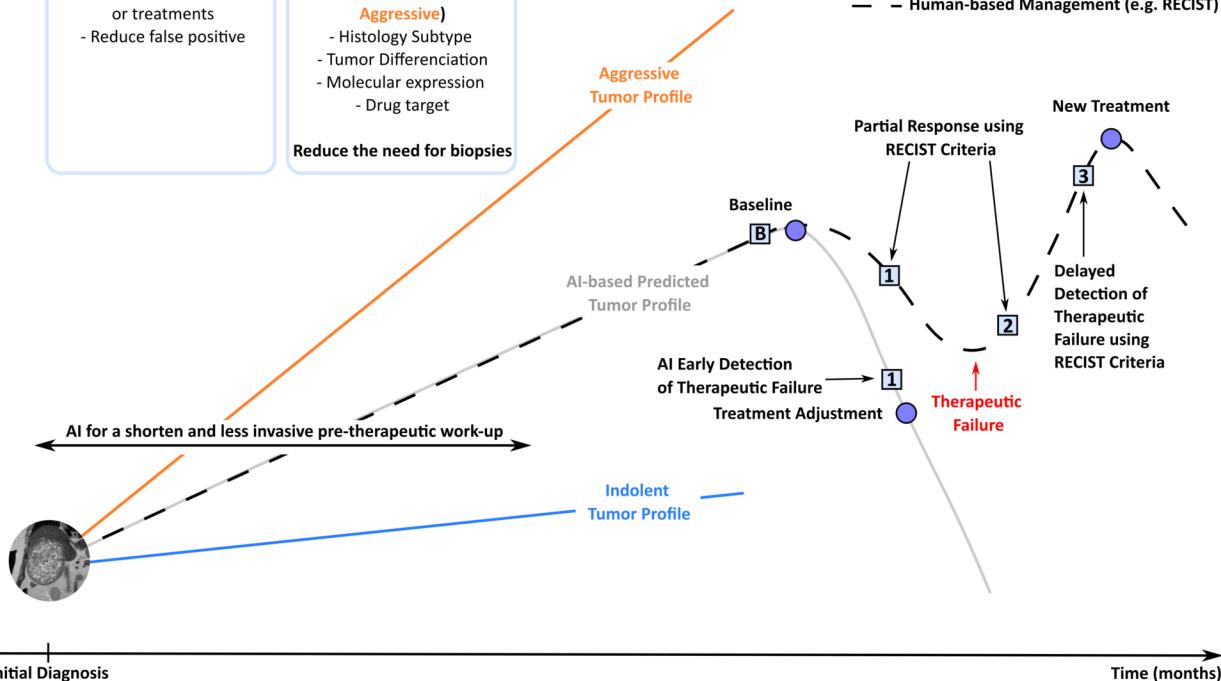 or treatments
- Reduce false positive
Aggressive)
- Histology Subtype
- Tumor Differenciation
- Molecular expression
- Drug target
Reduce the need for biopsies
Human-based Management (e.g. RECIST)
Aggressive
Tumor Profile
New Treatment
Partial Response using
RECIST Criteria
3
Baseline
B
1
2
AI-based Predicted
Tumor Profile
Delayed
Detection of
Therapeutic
Failure using
RECIST Criteria
AI Early Detection
of Therapeutic Failure
1
Treatment Adjustment
Therapeutic
Failure
AI for a shorten and less invasive pre-therapeutic work-up
Indolent
Tumor Profile
nitial Diagnosis
Time (months)